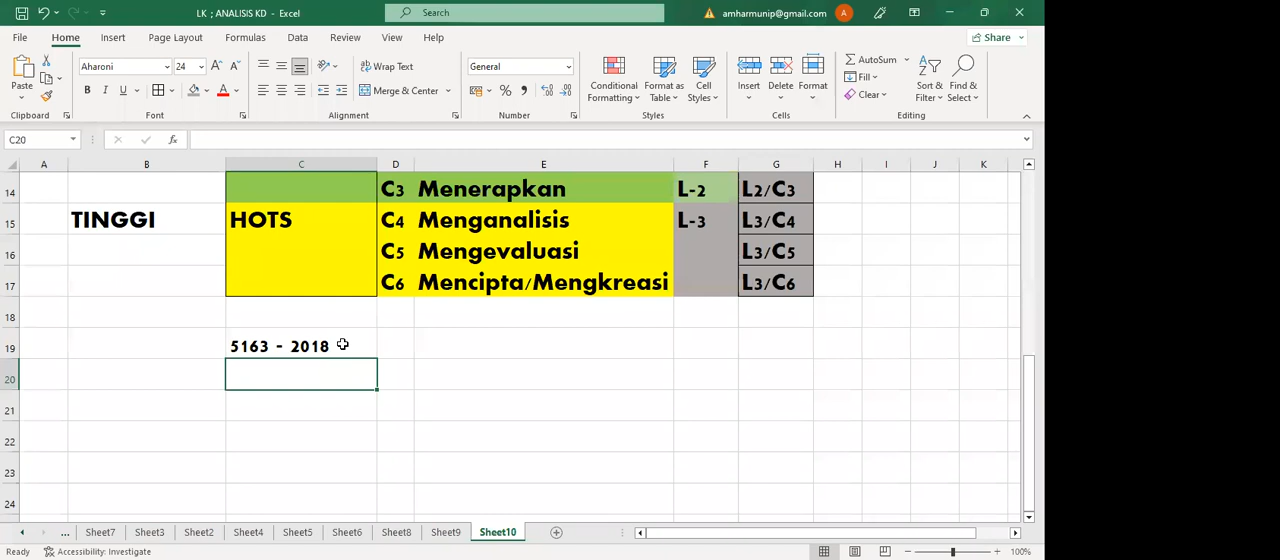 LK ; ANALISIS KD - Excel
Search
amharmunip@gmail.com
A
File Home Insert Page Layout Formulas Data Review View Help
Share
Paste
Clipboard
Aharoni 24
B I U
Font
Wrap Text
Merge & Center
Alignment
General
Number
Conditional Formatting
Format as Table
Cell Styles
Styles
Insert
Delete
Format
Cells
AutoSum
Fill
Clear
Sort & Filter
Find & Select
Editing
C20
fx
A B C D E F G H I J K
14 C3 Menerapkan L-2 L2/C3
15 TINGGI HOTS C4 Menganalisis L-3 L3/C4
16 C5 Mengevaluasi L3/C5
17 C6 Mencipta/Mengkreasi L3/C6
18
19 5163 - 2018
20
21
22
23
24
... Sheet7 Sheet3 Sheet2 Sheet4 Sheet5 Sheet6 Sheet8 Sheet9 Sheet10
Ready Accessibility: Investigate 100%